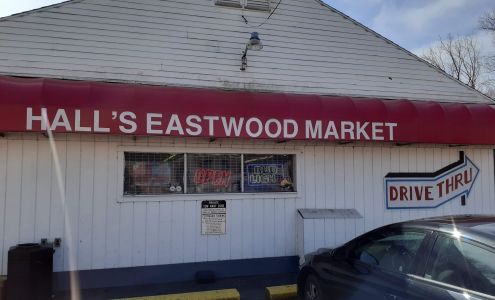 HALL'S EASTWOOD MARKET
OPEN
BUD
LIGHT
DRIVE THRU